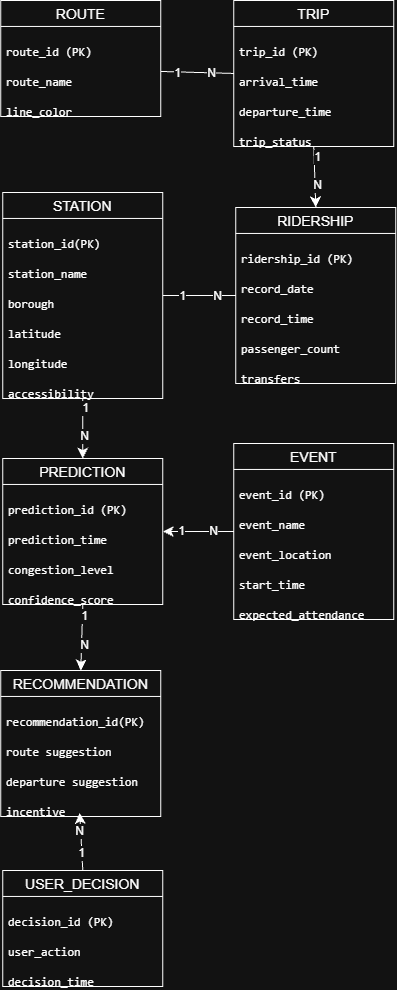 ROUTE
route_id (PK)
route_name
line_color
1 N
TRIP
trip_id (PK)
arrival_time
departure_time
trip_status
1
N
STATION
station_id(PK)
station_name
borough
latitude
longitude
accessibility
1 N
RIDERSHIP
ridership_id (PK)
record_date
record_time
passenger_count
transfers
1
N
PREDICTION
prediction_id (PK)
prediction_time
congestion_level
confidence_score
1 N
EVENT
event_id (PK)
event_name
event_location
start_time
expected_attendance
1
N
RECOMMENDATION
recommendation_id(PK)
route suggestion
departure suggestion
incentive
N
1
USER_DECISION
decision_id (PK)
user_action
decision_time